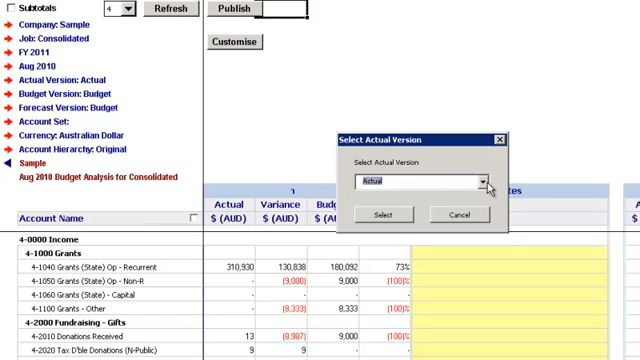 Subtotals 4 Refresh Publish
Company: Sample
Job: Consolidated
Customise
FY 2011
Aug 2010
Actual Version: Actual
Budget Version: Budget
Forecast Version: Budget
Account Set:
Currency: Australian Dollar
Account Hierarchy: Original
Sample
Aug 2010 Budget Analysis for Consolidated
Select Actual Version
Select Actual Version
Actual
Select Cancel
Actual Variance
Account Name $ (AUD) $ (AUD) $ (AUD)
4-0000 Income
4-1000 Grants
4-1040 Grants (State) Op - Recurrent 310,930 130,838 180,092 73%
4-1050 Grants (State) Op - Non-R - (9,000) 9,000 (100)%
4-1060 Grants (State) - Capital - - - -
4-1100 Grants - Other - (8,333) 8,333 (100)%
4-2000 Fundraising - Gifts
4-2010 Donations Received 13 (8,987) 9,000 (100)%
4-2020 Tax D'ble Donations (N-Public) 9 9 - -